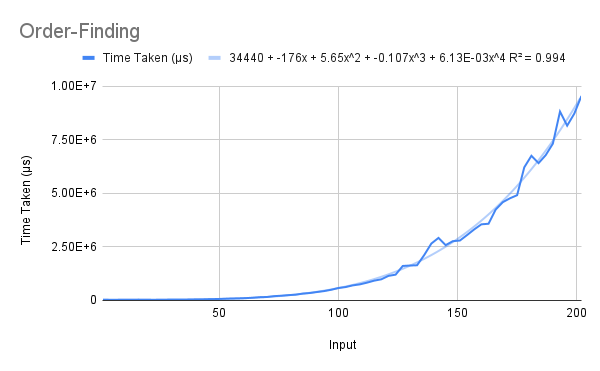 Order-Finding
Time Taken (µs) 34440 + -176x + 5.65x^2 + -0.107x^3 + 6.13E-03x^4 R² = 0.994
1.00E+7
7.50E+6
5.00E+6
2.50E+6
0
Time Taken (µs)
50 100 150 200
Input